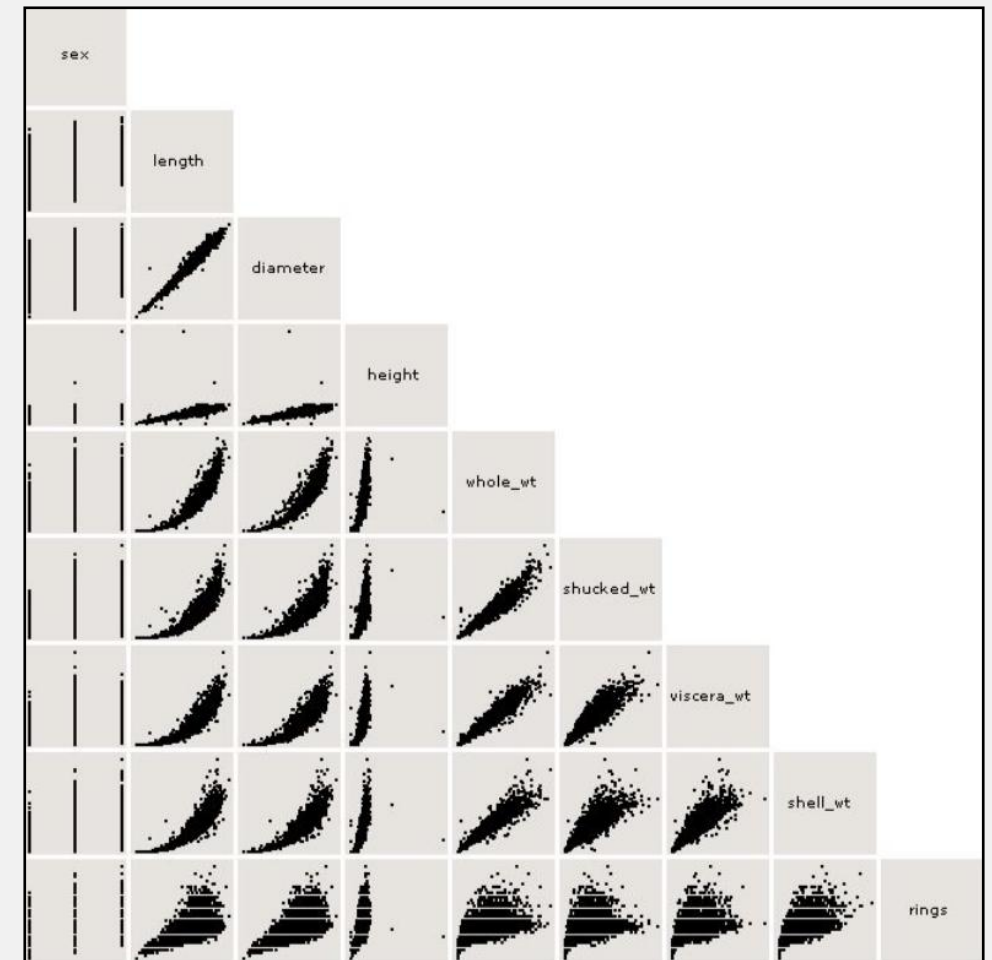 sex
length
diameter
height
whole_wt
shucked_wt
viscera_wt
shell_wt
rings